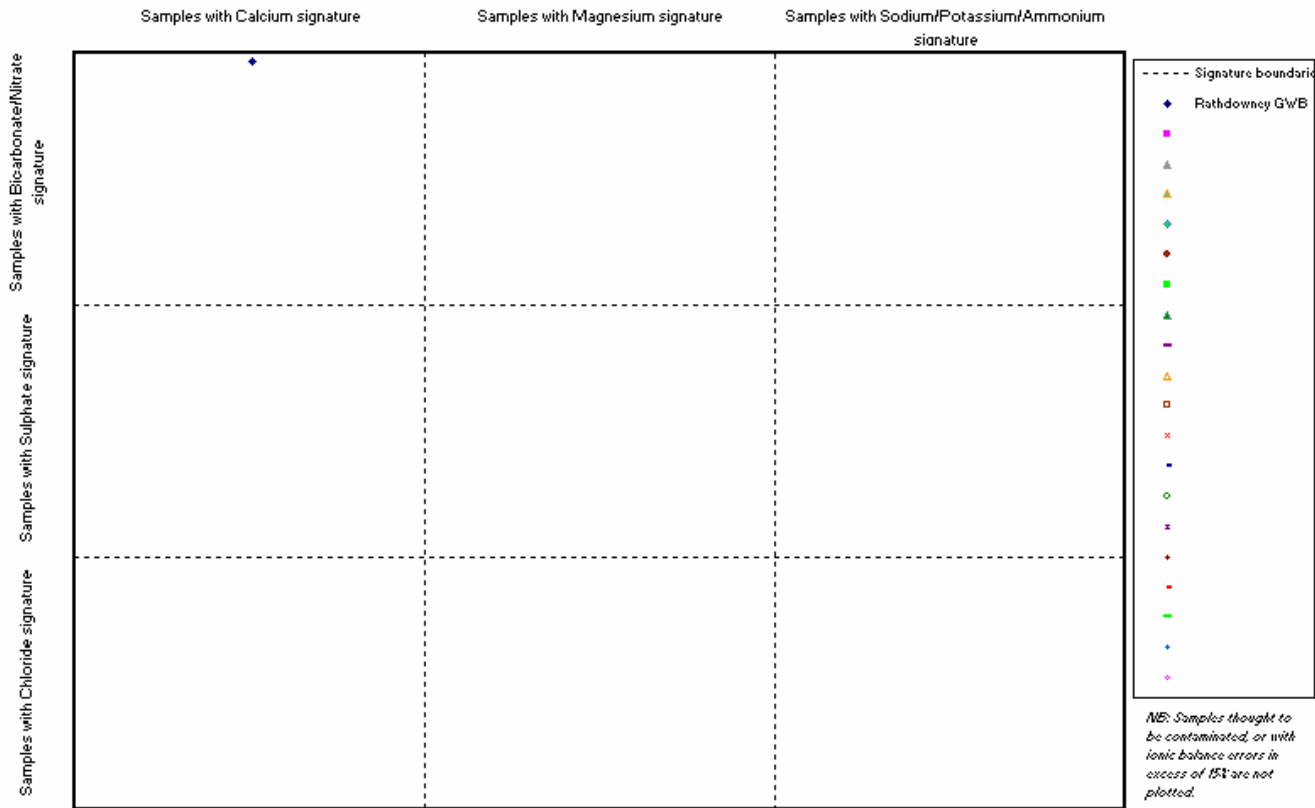 Samples with Calcium signature
Samples with Magnesium signature
Samples with Sodium/Potassium/Ammonium
signature
Samples with Bicarbonate/Nitrate
signature
Samples with Sulphate signature
Samples with Chloride signature
Signature boundarie
Rathdowney GWB
NB: Samples thought to
be contaminated, or with
ionic balance errors in
excess of 15% are not
plotted.